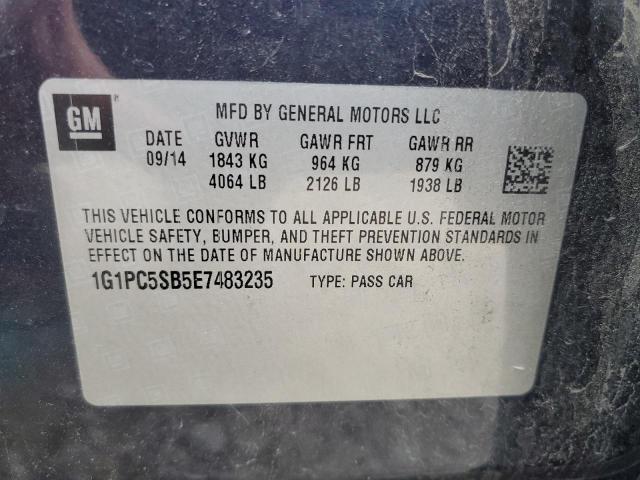 GM
MFD BY GENERAL MOTORS LLC
DATE GVWR GAWR FRT GAWR RR
09/14 1843 KG 964 KG 879 KG
4064 LB 2126 LB 1938 LB
THIS VEHICLE CONFORMS TO ALL APPLICABLE U.S. FEDERAL MOTOR
VEHICLE SAFETY, BUMPER, AND THEFT PREVENTION STANDARDS IN
EFFECT ON THE DATE OF MANUFACTURE SHOWN ABOVE.
1G1PC5SB5E7483235 TYPE: PASS CAR